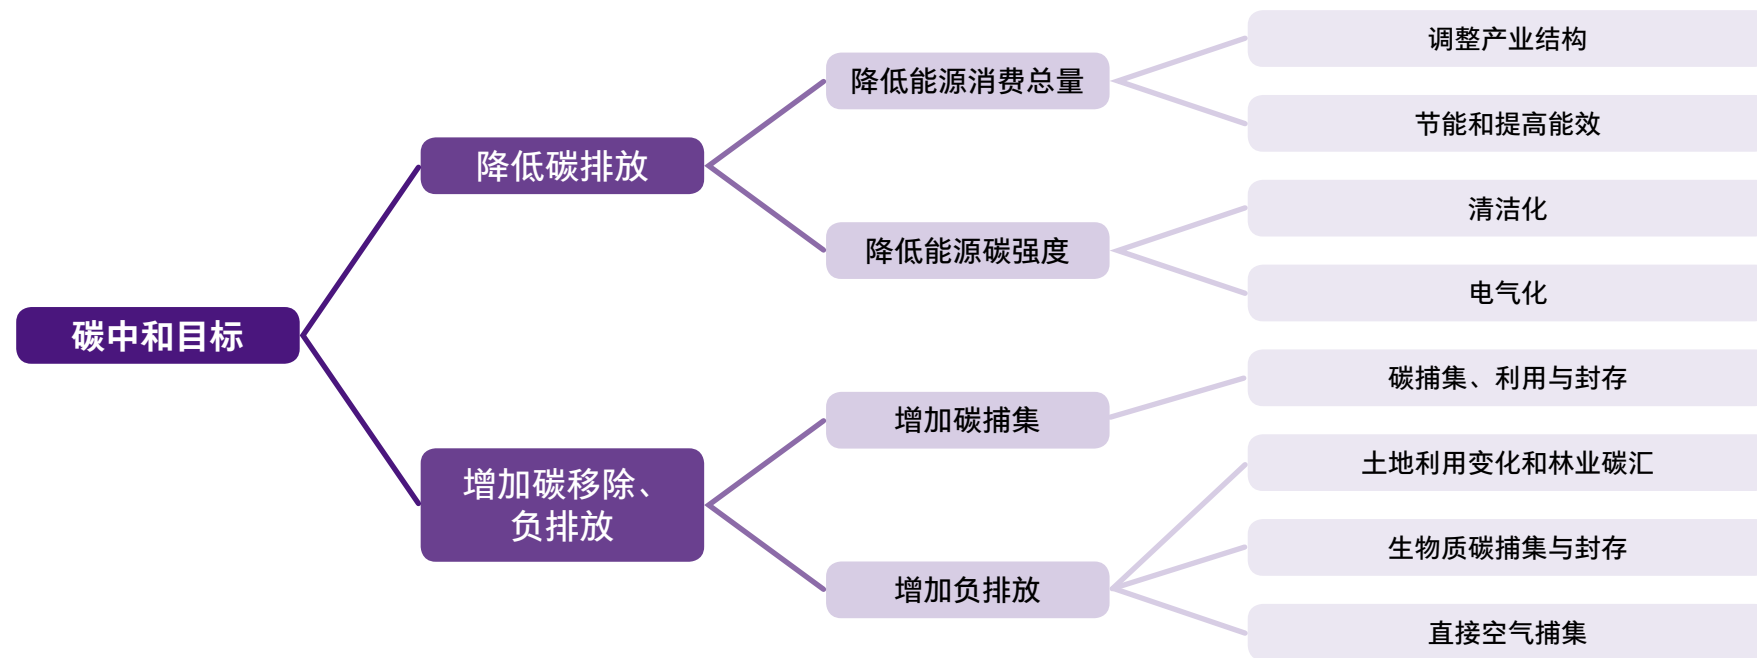 碳中和目标
降低碳排放
降低能源消费总量
调整产业结构
节能和提高能效
降低能源碳强度
清洁化
电气化
增加碳移除、
负排放
增加碳捕集
碳捕集、利用与封存
增加负排放
土地利用变化和林业碳汇
生物质碳捕集与封存
直接空气捕集